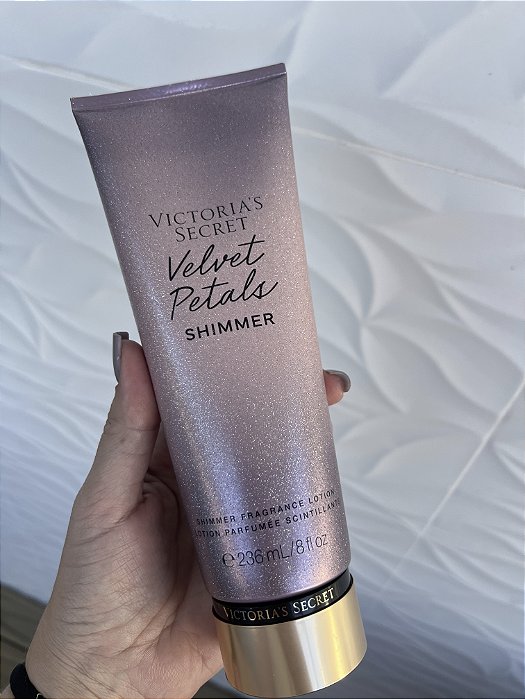 VICTORIA'S
SECRET
Velvet
Petals
SHIMMER
SHIMMER FRAGRANCE LOTION
LOTION PARFUMÉE SCINTILLANTE
℮ 236 mL/8 fl oz
VICTORIA'S SECRET